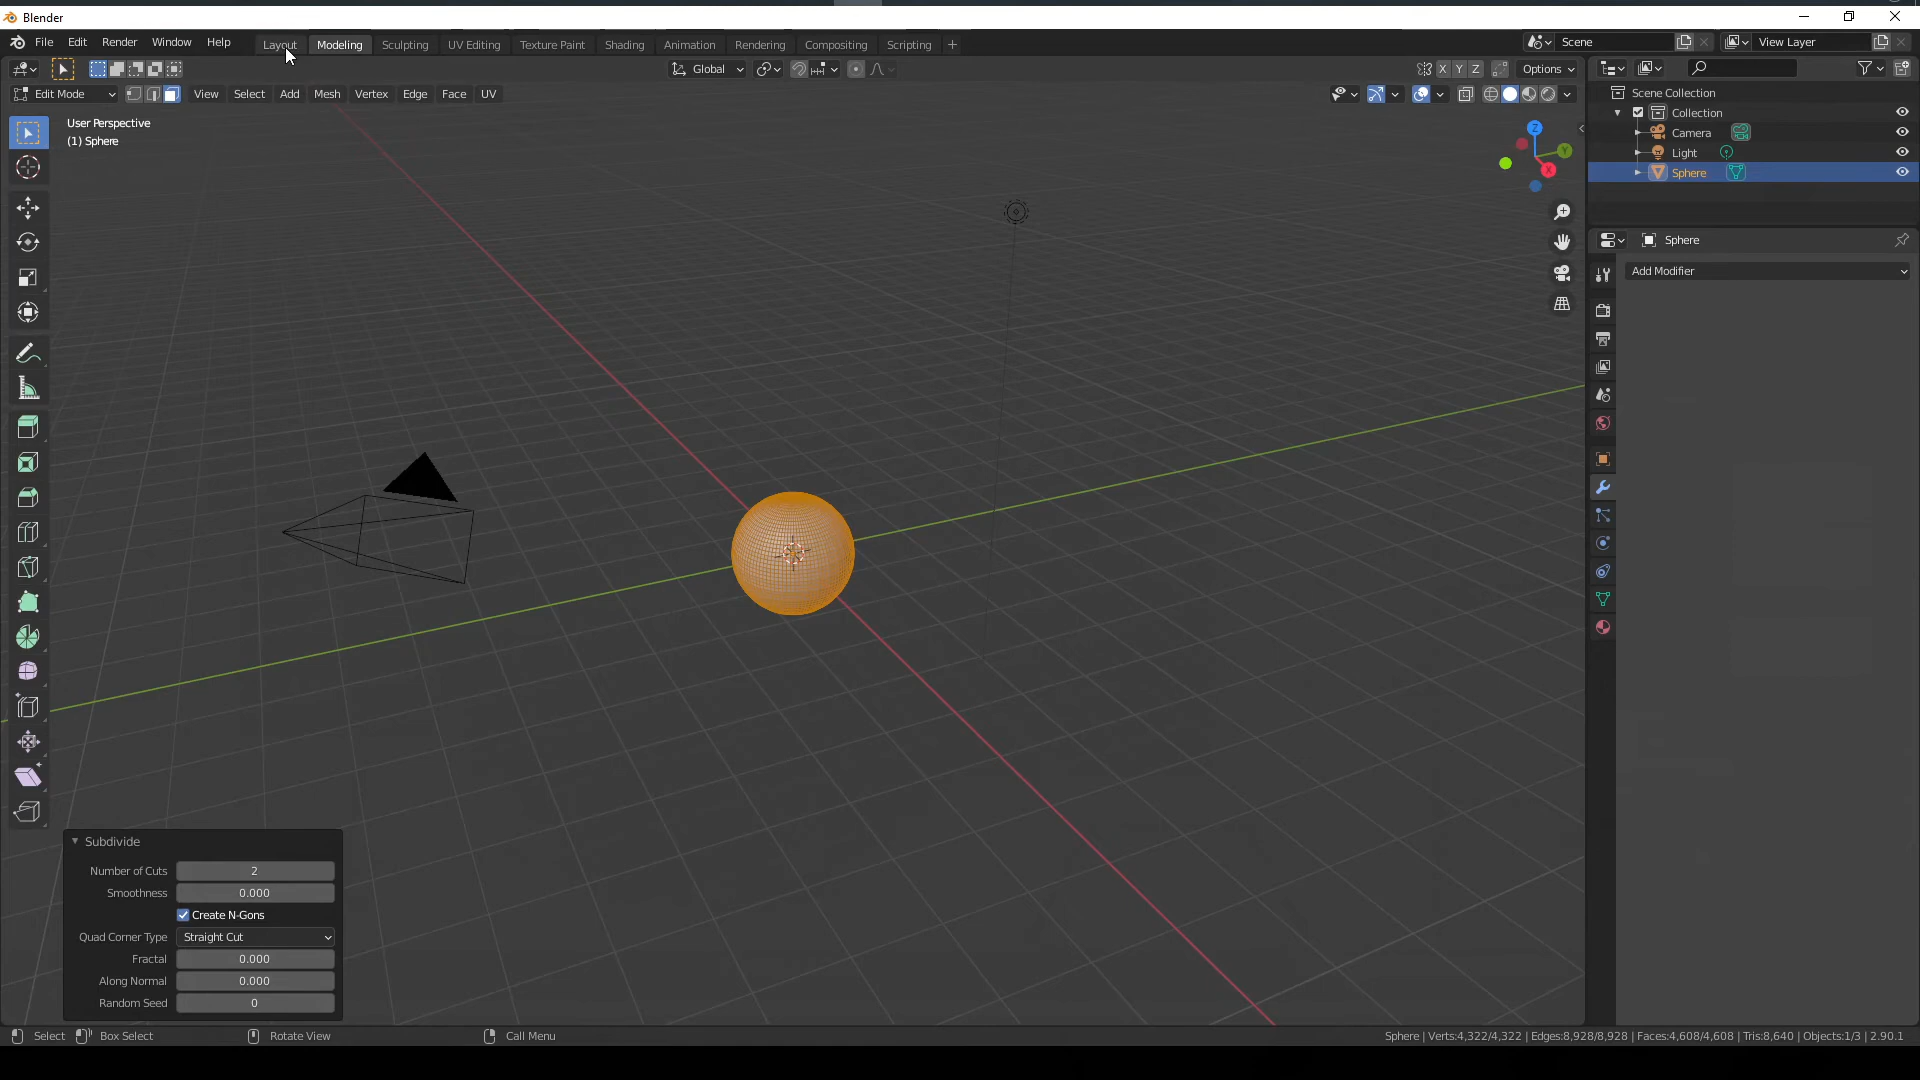 Blender
File Edit Render Window Help Layout Modeling Sculpting UV Editing Texture Paint Shading Animation Rendering Compositing Scripting + Scene View Layer
Global X Y Z Options
Edit Mode View Select Add Mesh Vertex Edge Face UV
User Perspective
(1) Sphere
Z
Y
X
Scene Collection
Collection
Camera
Light
Sphere
Sphere
Add Modifier
Subdivide
Number of Cuts 2
Smoothness 0.000
Create N-Gons
Quad Corner Type Straight Cut
Fractal 0.000
Along Normal 0.000
Random Seed 0
Select Box Select Rotate View Call Menu Sphere | Verts:4,322/4,322 | Edges:8,928/8,928 | Faces:4,608/4,608 | Tris:8,640 | Objects:1/3 | 2.90.1